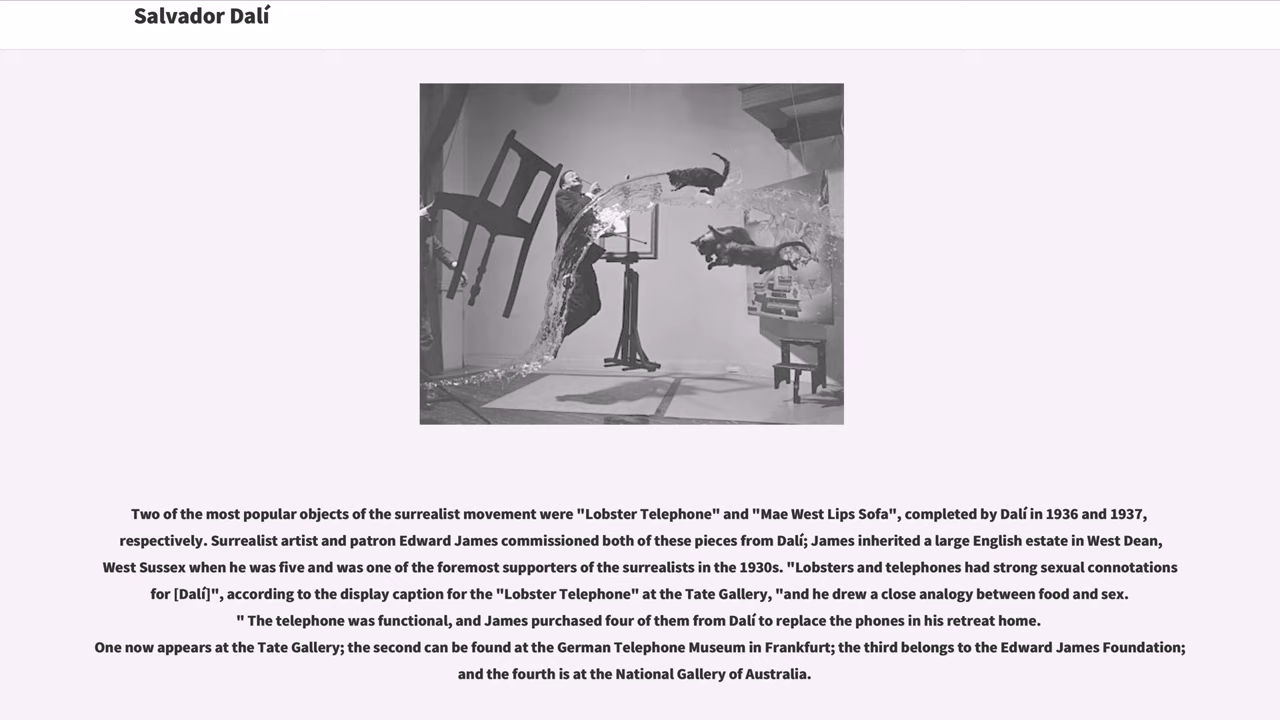 Salvador Dalí
Two of the most popular objects of the surrealist movement were "Lobster Telephone" and "Mae West Lips Sofa", completed by Dalí in 1936 and 1937,
respectively. Surrealist artist and patron Edward James commissioned both of these pieces from Dalí; James inherited a large English estate in West Dean,
West Sussex when he was five and was one of the foremost supporters of the surrealists in the 1930s. "Lobsters and telephones had strong sexual connotations
for [Dalí]", according to the display caption for the "Lobster Telephone" at the Tate Gallery, "and he drew a close analogy between food and sex.
" The telephone was functional, and James purchased four of them from Dalí to replace the phones in his retreat home.
One now appears at the Tate Gallery; the second can be found at the German Telephone Museum in Frankfurt; the third belongs to the Edward James Foundation;
and the fourth is at the National Gallery of Australia.